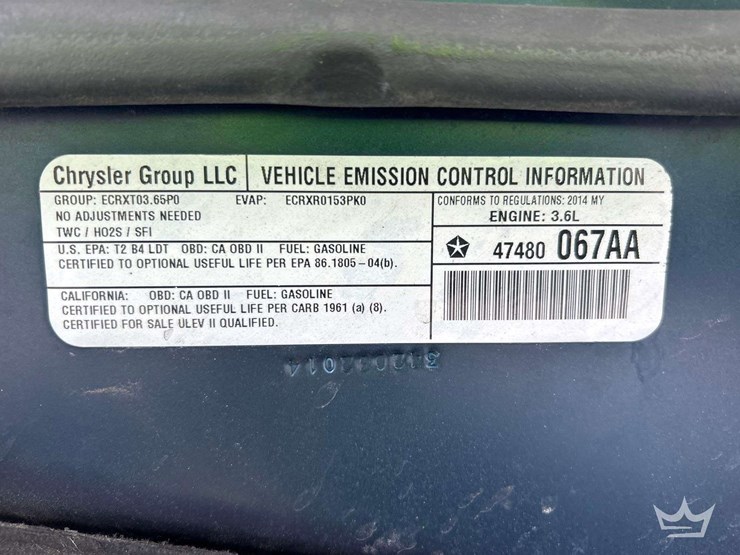 Chrysler Group LLC VEHICLE EMISSION CONTROL INFORMATION
GROUP: ECRXT03.65P0 EVAP: ECRXR0153PK0
NO ADJUSTMENTS NEEDED
TWC / HO2S / SFI
U.S. EPA: T2 B4 LDT OBD: CA OBD II FUEL: GASOLINE
CERTIFIED TO OPTIONAL USEFUL LIFE PER EPA 86.1805-04(b).
CALIFORNIA: OBD: CA OBD II FUEL: GASOLINE
CERTIFIED TO OPTIONAL USEFUL LIFE PER CARB 1961 (a) (8).
CERTIFIED FOR SALE ULEV II QUALIFIED.
CONFORMS TO REGULATIONS: 2014 MY
ENGINE: 3.6L
47480 067AA